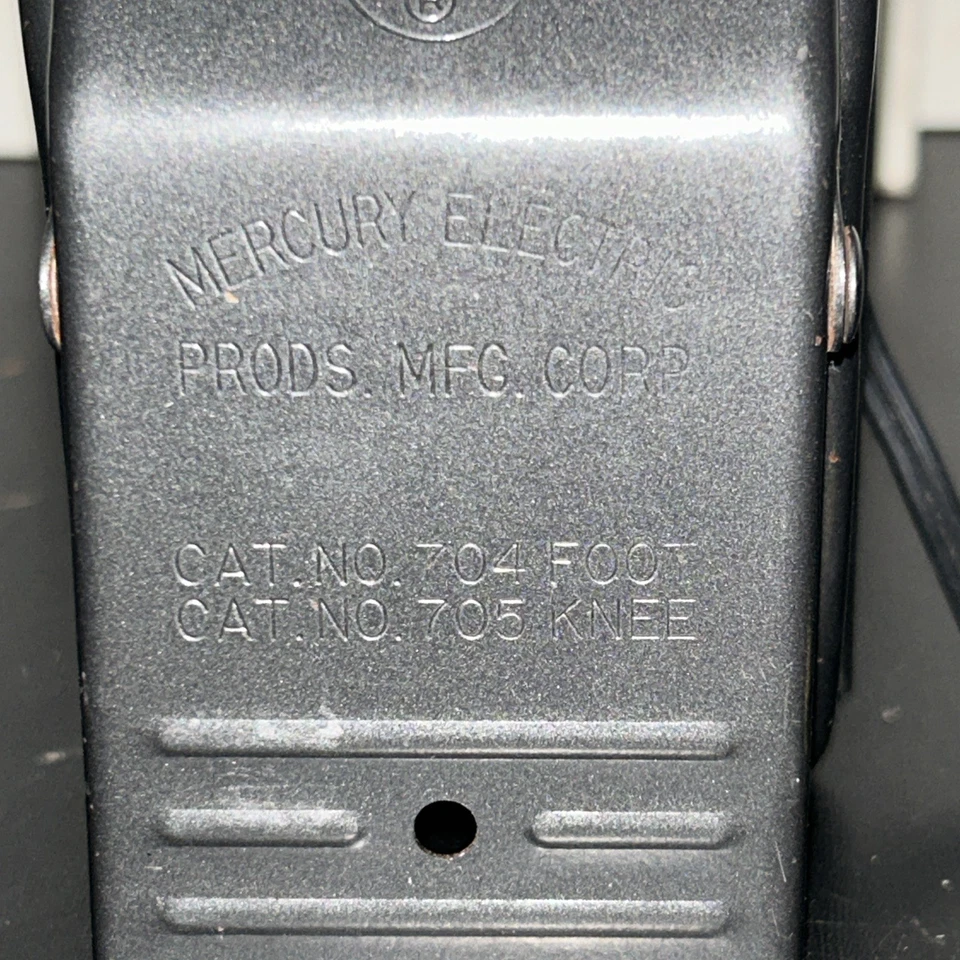 ®
MERCURY ELECTRIC
PRODS. MFG. CORP
CAT. NO. 704 FOOT
CAT. NO. 705 KNEE